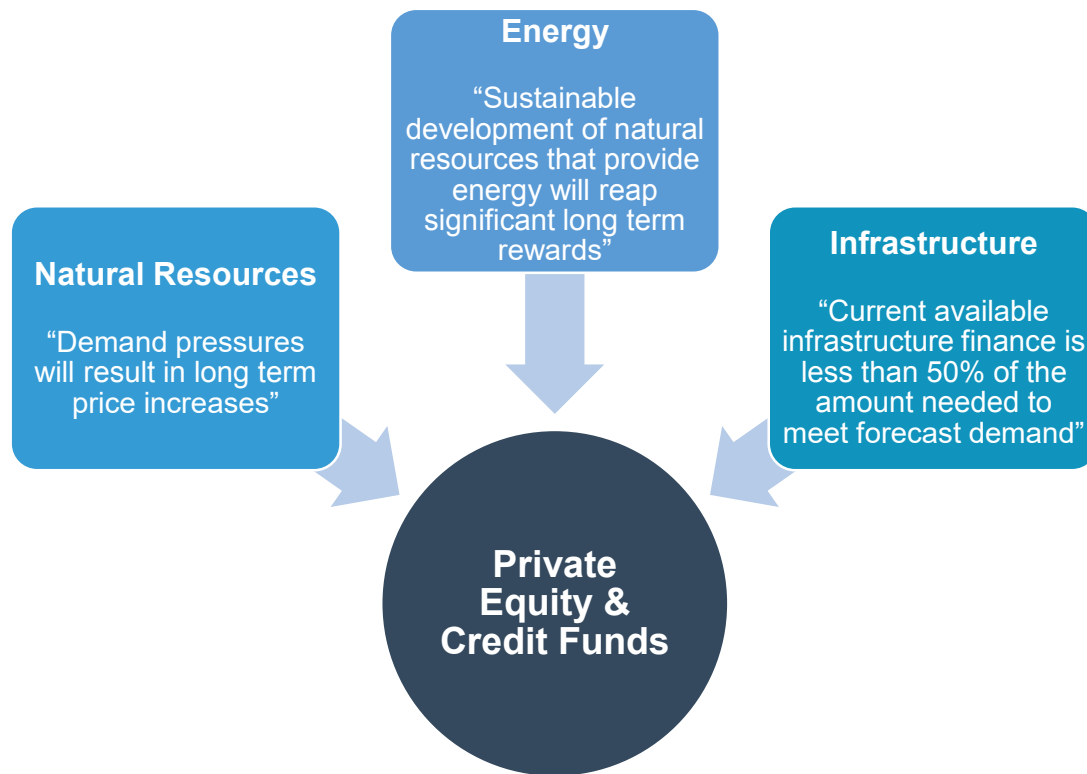 Energy
“Sustainable
development of natural
resources that provide
energy will reap
significant long term
rewards”
Natural Resources
“Demand pressures
will result in long term
price increases”
Infrastructure
“Current available
infrastructure finance is
less than 50% of the
amount needed to
meet forecast demand”
Private
Equity &
Credit Funds